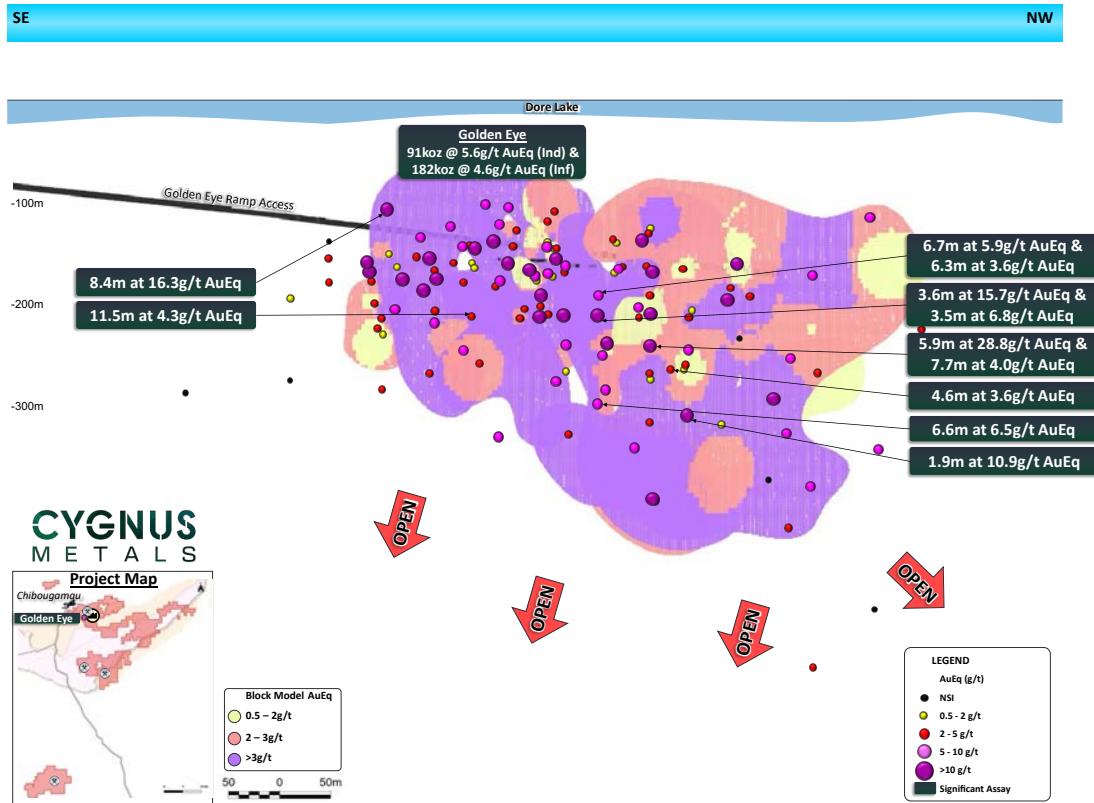 SE
NW
Dore Lake
Golden Eye
91koz @ 5.6g/t AuEq (Ind) &
182koz @ 4.6g/t AuEq (Inf)
Golden Eye Ramp Access
-100m
-200m
-300m
8.4m at 16.3g/t AuEq
11.5m at 4.3g/t AuEq
6.7m at 5.9g/t AuEq &
6.3m at 3.6g/t AuEq
3.6m at 15.7g/t AuEq &
3.5m at 6.8g/t AuEq
5.9m at 28.8g/t AuEq &
7.7m at 4.0g/t AuEq
4.6m at 3.6g/t AuEq
6.6m at 6.5g/t AuEq
1.9m at 10.9g/t AuEq
OPEN
OPEN
OPEN
OPEN
CYGNUS
METALS
Project Map
Chibougamau
Golden Eye
Block Model AuEq
0.5 – 2g/t
2 – 3g/t
>3g/t
50 0 50m
LEGEND
AuEq (g/t)
NSI
0.5 - 2 g/t
2 - 5 g/t
5 - 10 g/t
>10 g/t
Significant Assay